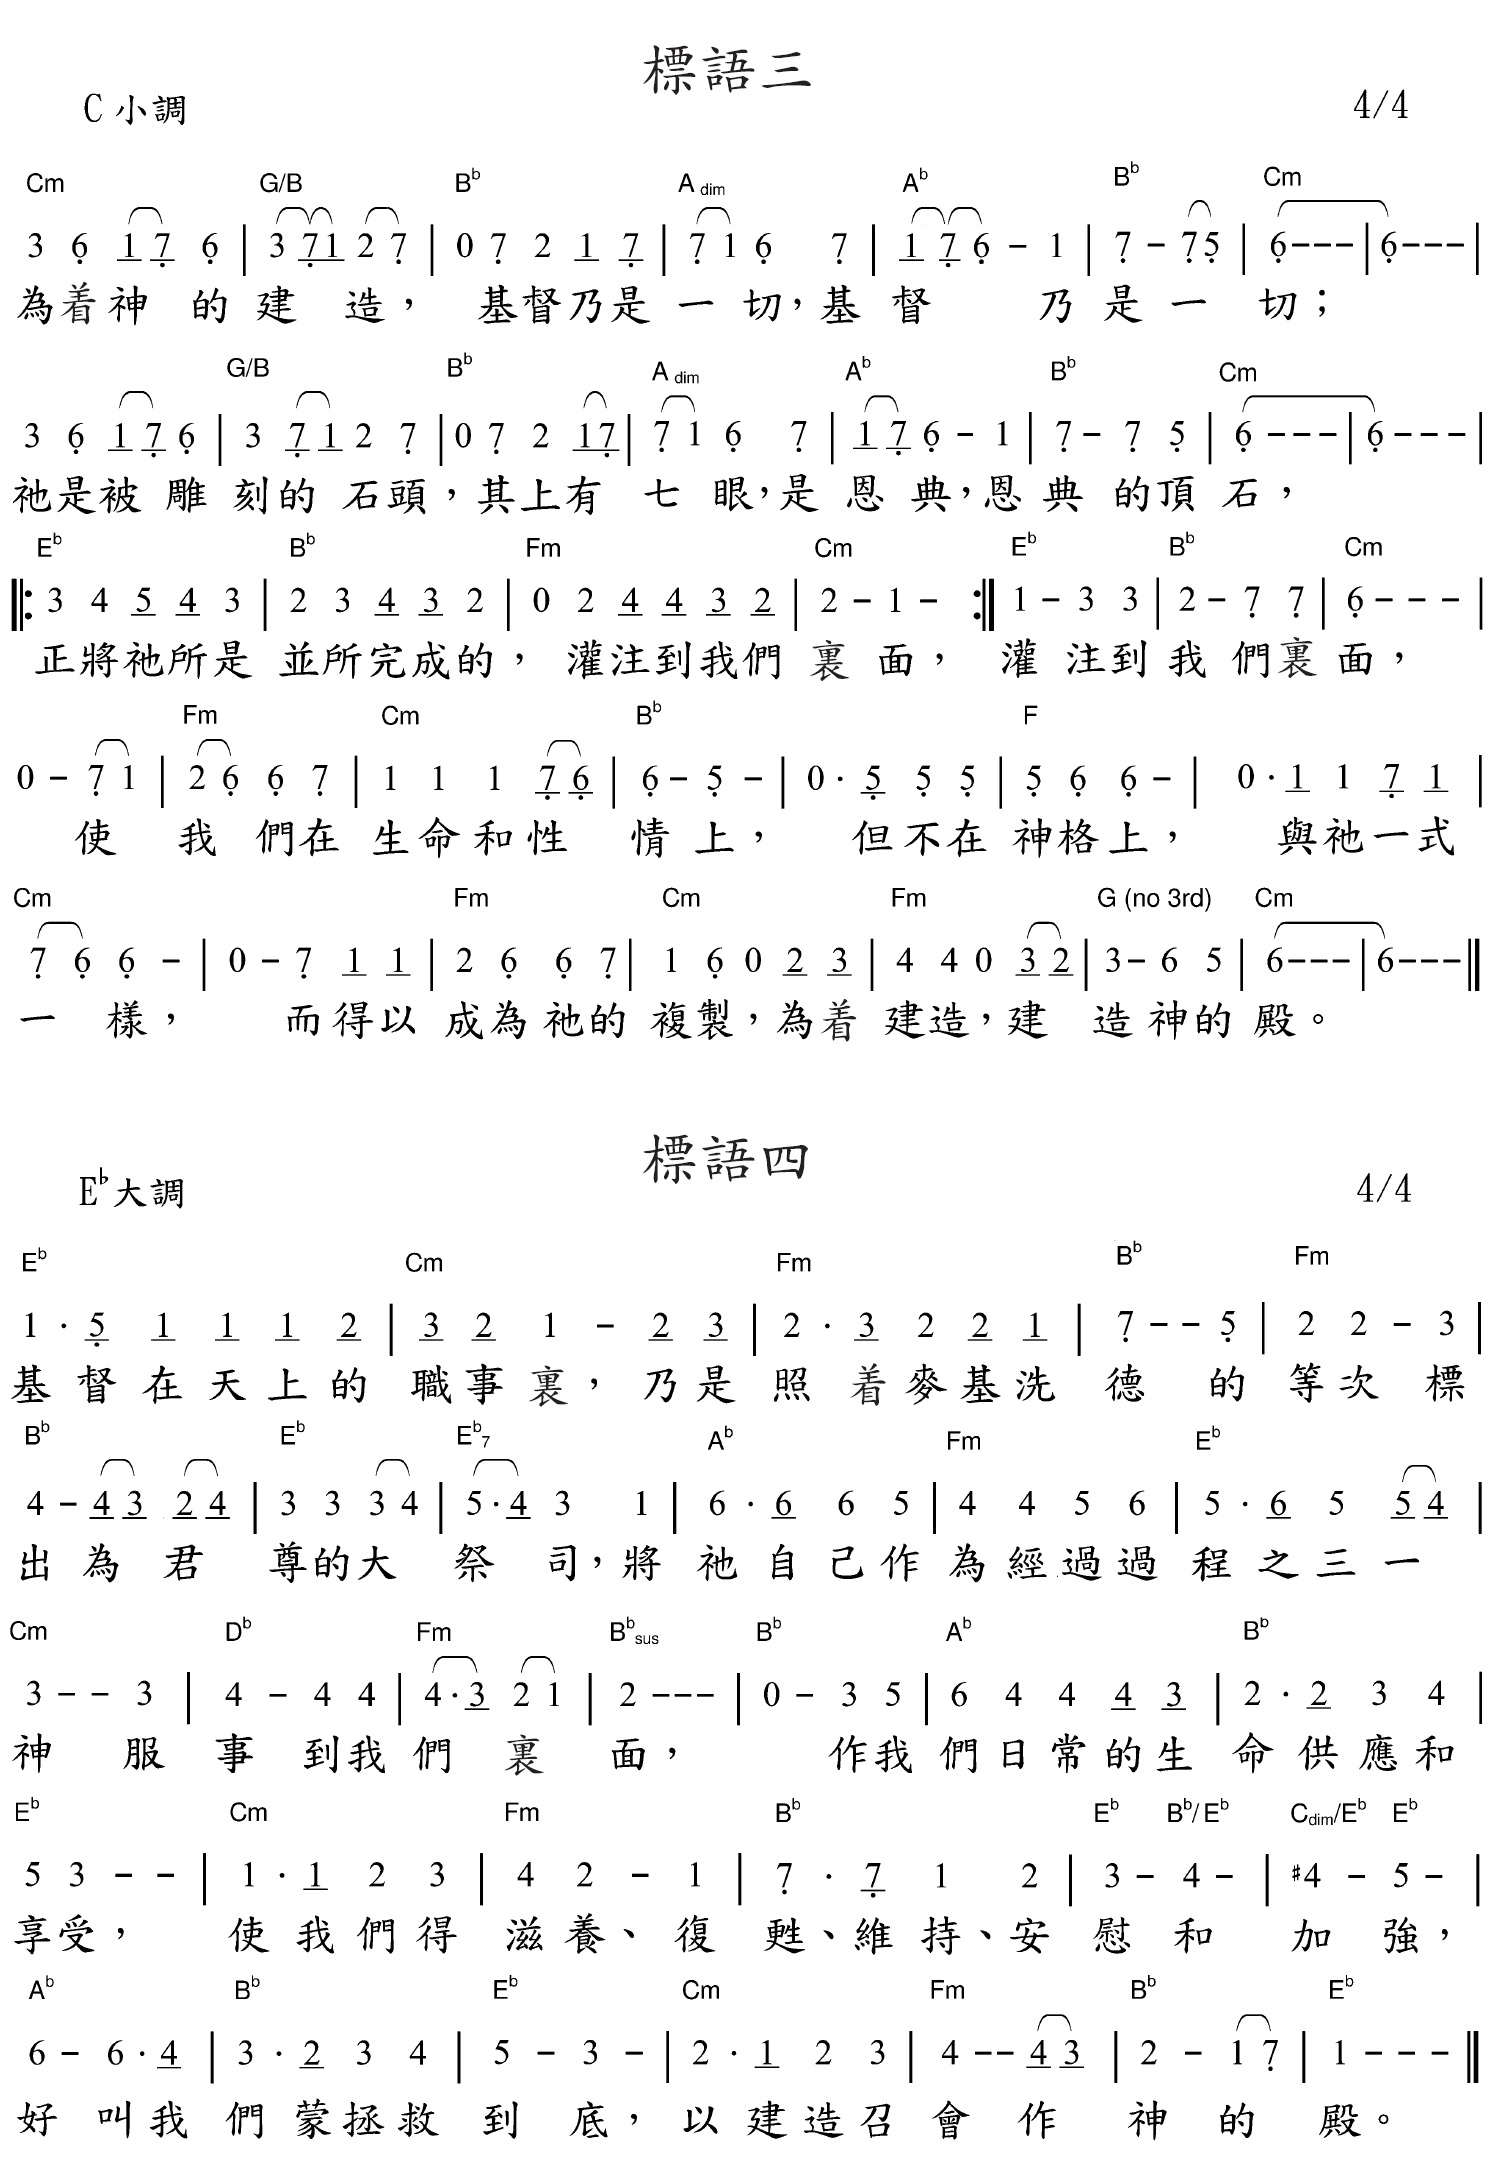 標語三
C 小調 4/4
Cm G/B B♭ A dim A♭ B♭ Cm
3 6̣ 1 7̣ 6̣ | 3 7̣ 1 2 7̣ | 0 7̣ 2 1 7̣ | 7̣ 1 6̣ 7̣ | 1 7̣ 6̣ - 1 | 7̣ - 7̣ 5̣ | 6̣ - - - | 6̣ - - - |
為着神 的 建 造， 基督乃是 一 切，基 督 乃 是 一 切；
G/B B♭ A dim A♭ B♭ Cm
3 6̣ 1 7̣ 6̣ | 3 7̣ 1 2 7̣ | 0 7̣ 2 1 7̣ | 7̣ 1 6̣ 7̣ | 1 7̣ 6̣ - 1 | 7̣ - 7̣ 5̣ | 6̣ - - - | 6̣ - - - |
祂是被 雕 刻的 石頭，其上有 七 眼，是 恩 典，恩 典 的頂 石，
E♭ B♭ Fm Cm E♭ B♭ Cm
‖: 3 4 5 4 3 | 2 3 4 3 2 | 0 2 4 4 3 2 | 2 - 1 - :‖ 1 - 3 3 | 2 - 7̣ 7̣ | 6̣ - - - |
正將祂所是 並所完成的， 灌注到我們 裏 面， 灌 注到 我 們裏 面，
Fm Cm B♭ F
0 - 7̣ 1 | 2 6̣ 6̣ 7̣ | 1 1 1 7̣ 6̣ | 6̣ - 5̣ - | 0 · 5̣ 5̣ 5̣ | 5̣ 6̣ 6̣ - | 0 · 1 1 7̣ 1 |
使 我 們在 生命和性 情 上， 但不在 神格上， 與祂一式
Cm Fm Cm Fm G (no 3rd) Cm
7̣ 6̣ 6̣ - | 0 - 7̣ 1 1 | 2 6̣ 6̣ 7̣ | 1 6̣ 0 2 3 | 4 4 0 3 2 | 3 - 6 5 | 6 - - - | 6 - - - ‖
一 樣， 而得以 成為祂的 複製，為着 建造，建 造神的 殿。
標語四
E♭大調 4/4
E♭ Cm Fm B♭ Fm
1 · 5̣ 1 1 1 2 | 3 2 1 - 2 3 | 2 · 3 2 2 1 | 7̣ - - 5̣ | 2 2 - 3 |
基 督 在 天 上 的 職事 裏，乃是 照 着麥基洗 德 的 等次 標
B♭ E♭ E♭7 A♭ Fm E♭
4 - 4 3 2 4 | 3 3 3 4 | 5 · 4 3 1 | 6 · 6 6 5 | 4 4 5 6 | 5 · 6 5 5 4 |
出 為 君 尊的大 祭 司，將 祂 自己作 為經過過 程 之三 一
Cm D♭ Fm B♭sus B♭ A♭ B♭
3 - - 3 | 4 - 4 4 | 4 · 3 2 1 | 2 - - - | 0 - 3 5 | 6 4 4 4 3 | 2 · 2 3 4 |
神 服 事 到我 們 裏 面， 作我 們日常的生 命供應和
E♭ Cm Fm B♭ E♭ B♭/E♭ Cdim/E♭ E♭
5 3 - - | 1 · 1 2 3 | 4 2 - 1 | 7̣ · 7̣ 1 2 | 3 - 4 - | #4 - 5 - |
享受， 使 我們得 滋養、復 甦、維 持、安 慰 和 加 強，
A♭ B♭ E♭ Cm Fm B♭ E♭
6 - 6 · 4 | 3 · 2 3 4 | 5 - 3 - | 2 · 1 2 3 | 4 - - 4 3 | 2 - 1 7̣ | 1 - - - ‖
好 叫我 們 蒙拯救 到 底，以 建造召 會 作 神 的 殿。